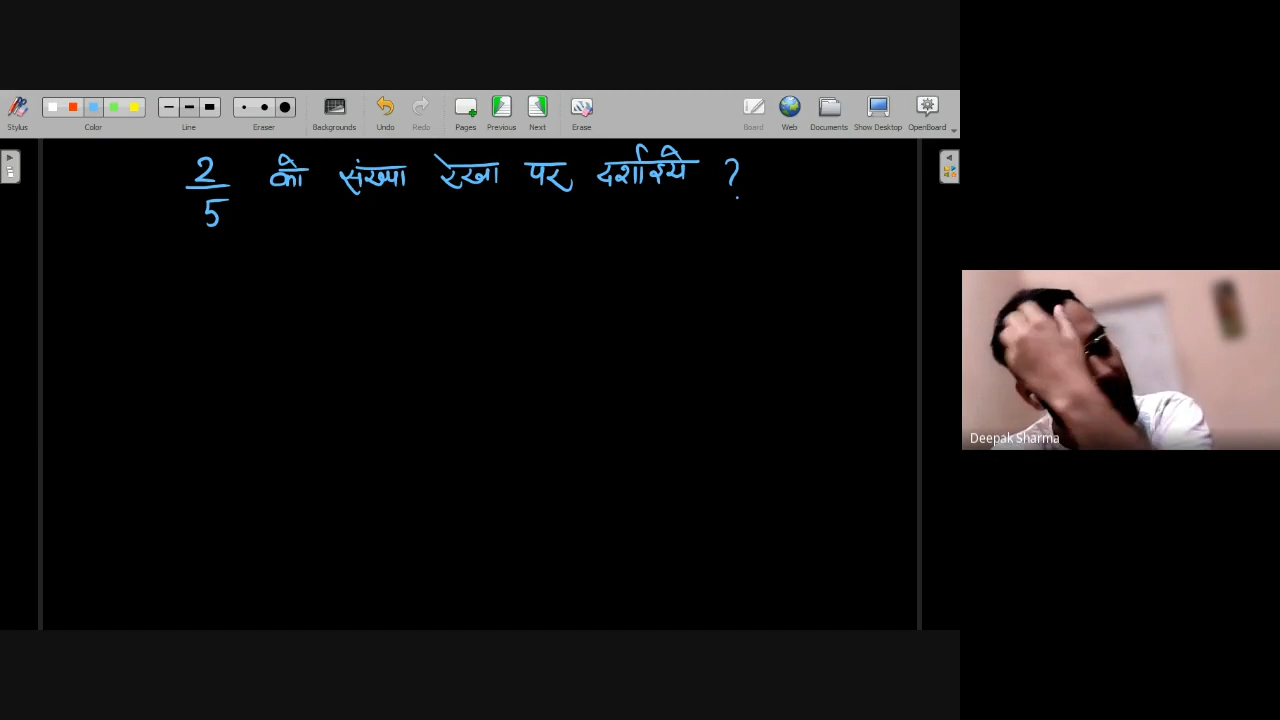 Stylus Color Line Eraser Backgrounds Undo Redo Pages Previous Next Erase Board Web Documents Show Desktop OpenBoard
2/5 को संख्या रेखा पर दर्शाइये ?
Deepak Sharma